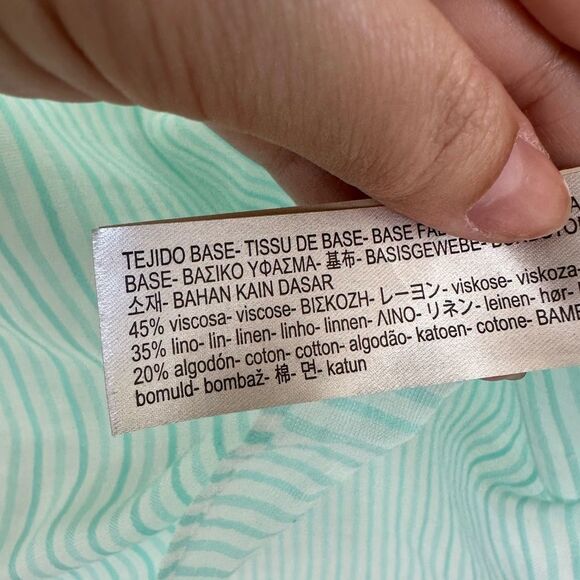 TEJIDO BASE- TISSU DE BASE- BASE
BASE- ΒΑΣΙΚΟ ΥΦΑΣΜΑ- 基布- BASISGEWEBE-
소재- BAHAN KAIN DASAR
45% viscosa- viscose- ΒΙΣΚΟΖΗ- レーヨン- viskose- viskoza
35% lino- lin- linen- linho- linnen- ΛΙΝΟ- リネン- leinen- hør-
20% algodón- coton- cotton- algodão- katoen- cotone-
bomuld- bombaž- 棉- 면- katun